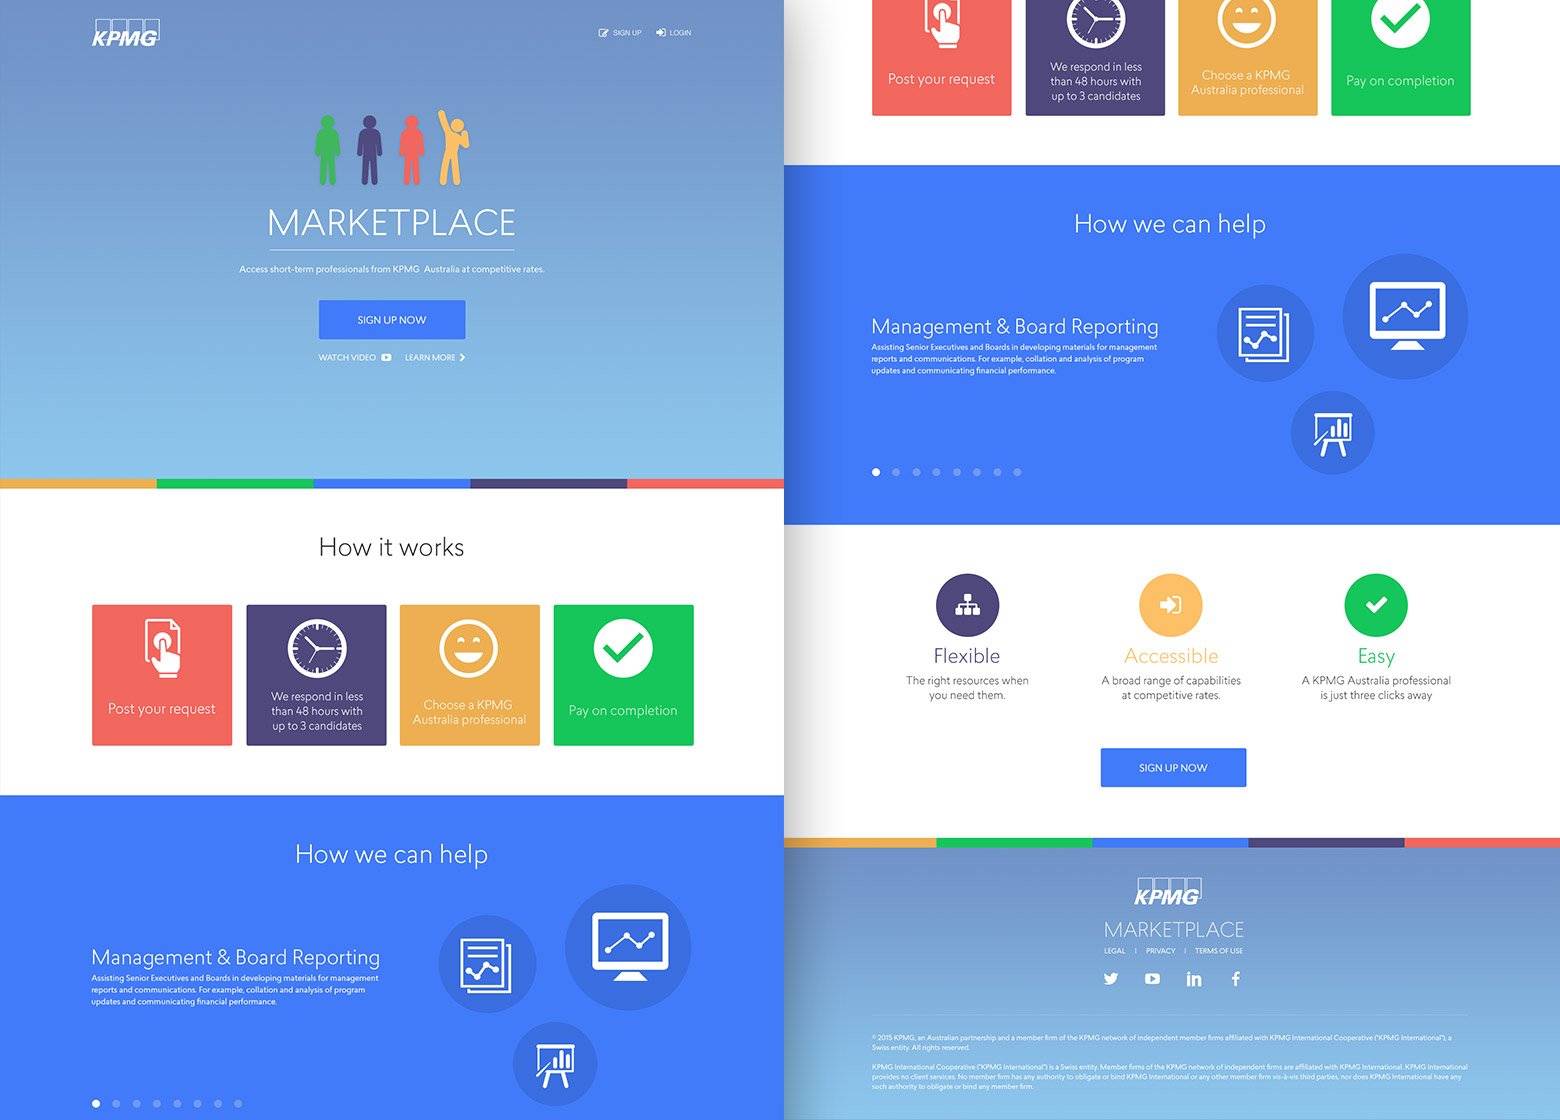 KPMG
SIGN UP
LOGIN
MARKETPLACE
Access short-term professionals from KPMG Australia at competitive rates.
SIGN UP NOW
WATCH VIDEO
LEARN MORE
How it works
Post your request
We respond in less
than 48 hours with
up to 3 candidates
Choose a KPMG
Australia professional
Pay on completion
How we can help
Management & Board Reporting
Assisting Senior Executives and Boards in developing materials for management
reports and communications. For example, collation and analysis of program
updates and communicating financial performance.
Post your request
We respond in less
than 48 hours with
up to 3 candidates
Choose a KPMG
Australia professional
Pay on completion
How we can help
Management & Board Reporting
Assisting Senior Executives and Boards in developing materials for management
reports and communications. For example, collation and analysis of program
updates and communicating financial performance.
Flexible
The right resources when
you need them.
Accessible
A broad range of capabilities
at competitive rates.
Easy
A KPMG Australia professional
is just three clicks away
SIGN UP NOW
KPMG
MARKETPLACE
LEGAL | PRIVACY | TERMS OF USE
© 2015 KPMG, an Australian partnership and a member firm of the KPMG network of independent member firms affiliated with KPMG International Cooperative ("KPMG International"), a
Swiss entity. All rights reserved.
KPMG International Cooperative ("KPMG International") is a Swiss entity. Member firms of the KPMG network of independent firms are affiliated with KPMG International. KPMG International
provides no client services. No member firm has any authority to obligate or bind KPMG International or any other member firm vis-à-vis third parties, nor does KPMG International have any
such authority to obligate or bind any member firm.